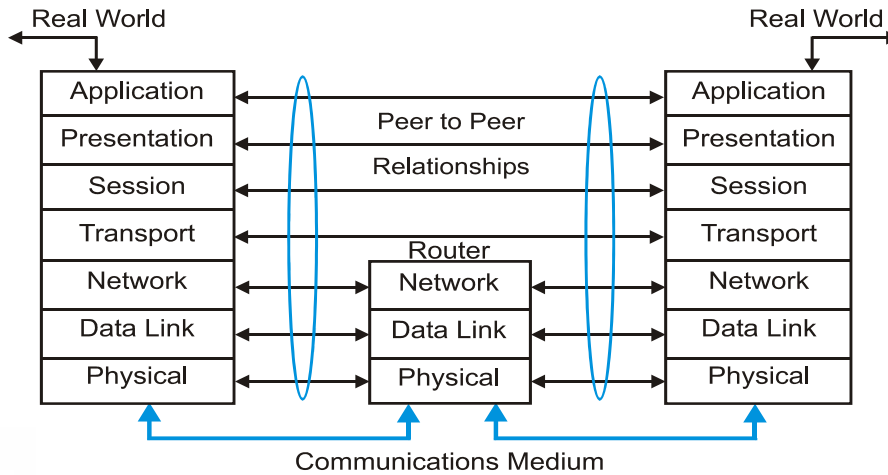 Real World
Real World
Application
Application
Peer to Peer
Presentation
Presentation
Relationships
Session
Session
Transport
Transport
Router
Network
Network
Network
Data Link
Data Link
Data Link
Physical
Physical
Physical
Communications Medium